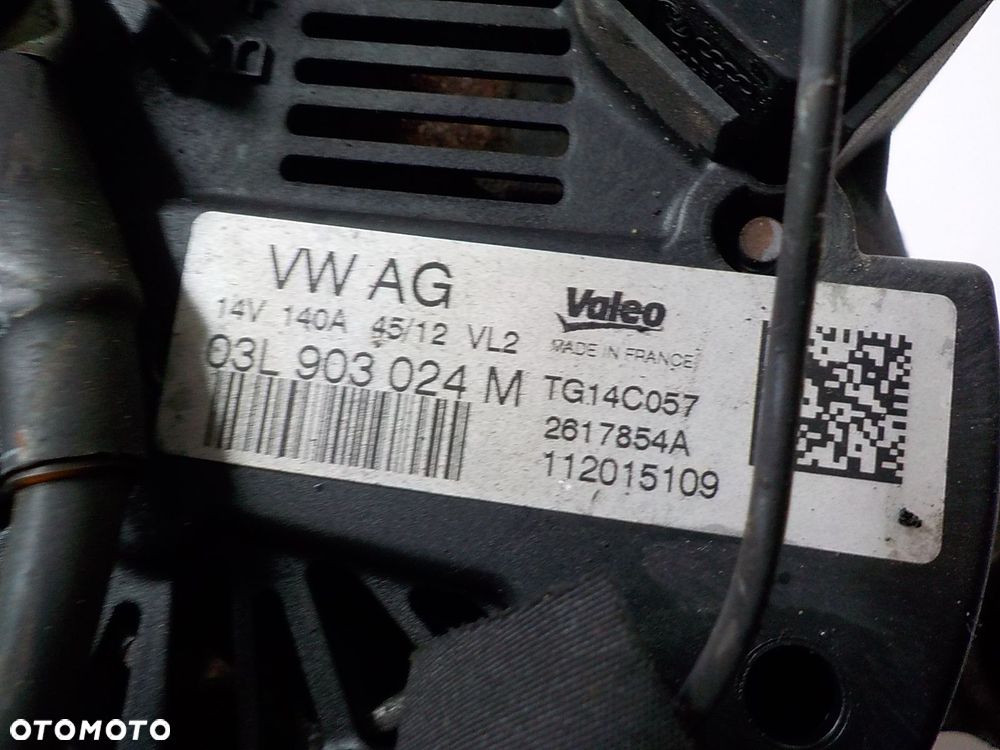 B
VW AG
14V 140A 45/12 VL2
03L 903 024 M
Valeo
MADE IN FRANCE
TG14C057
2617854A
112015109
OTOMOTO